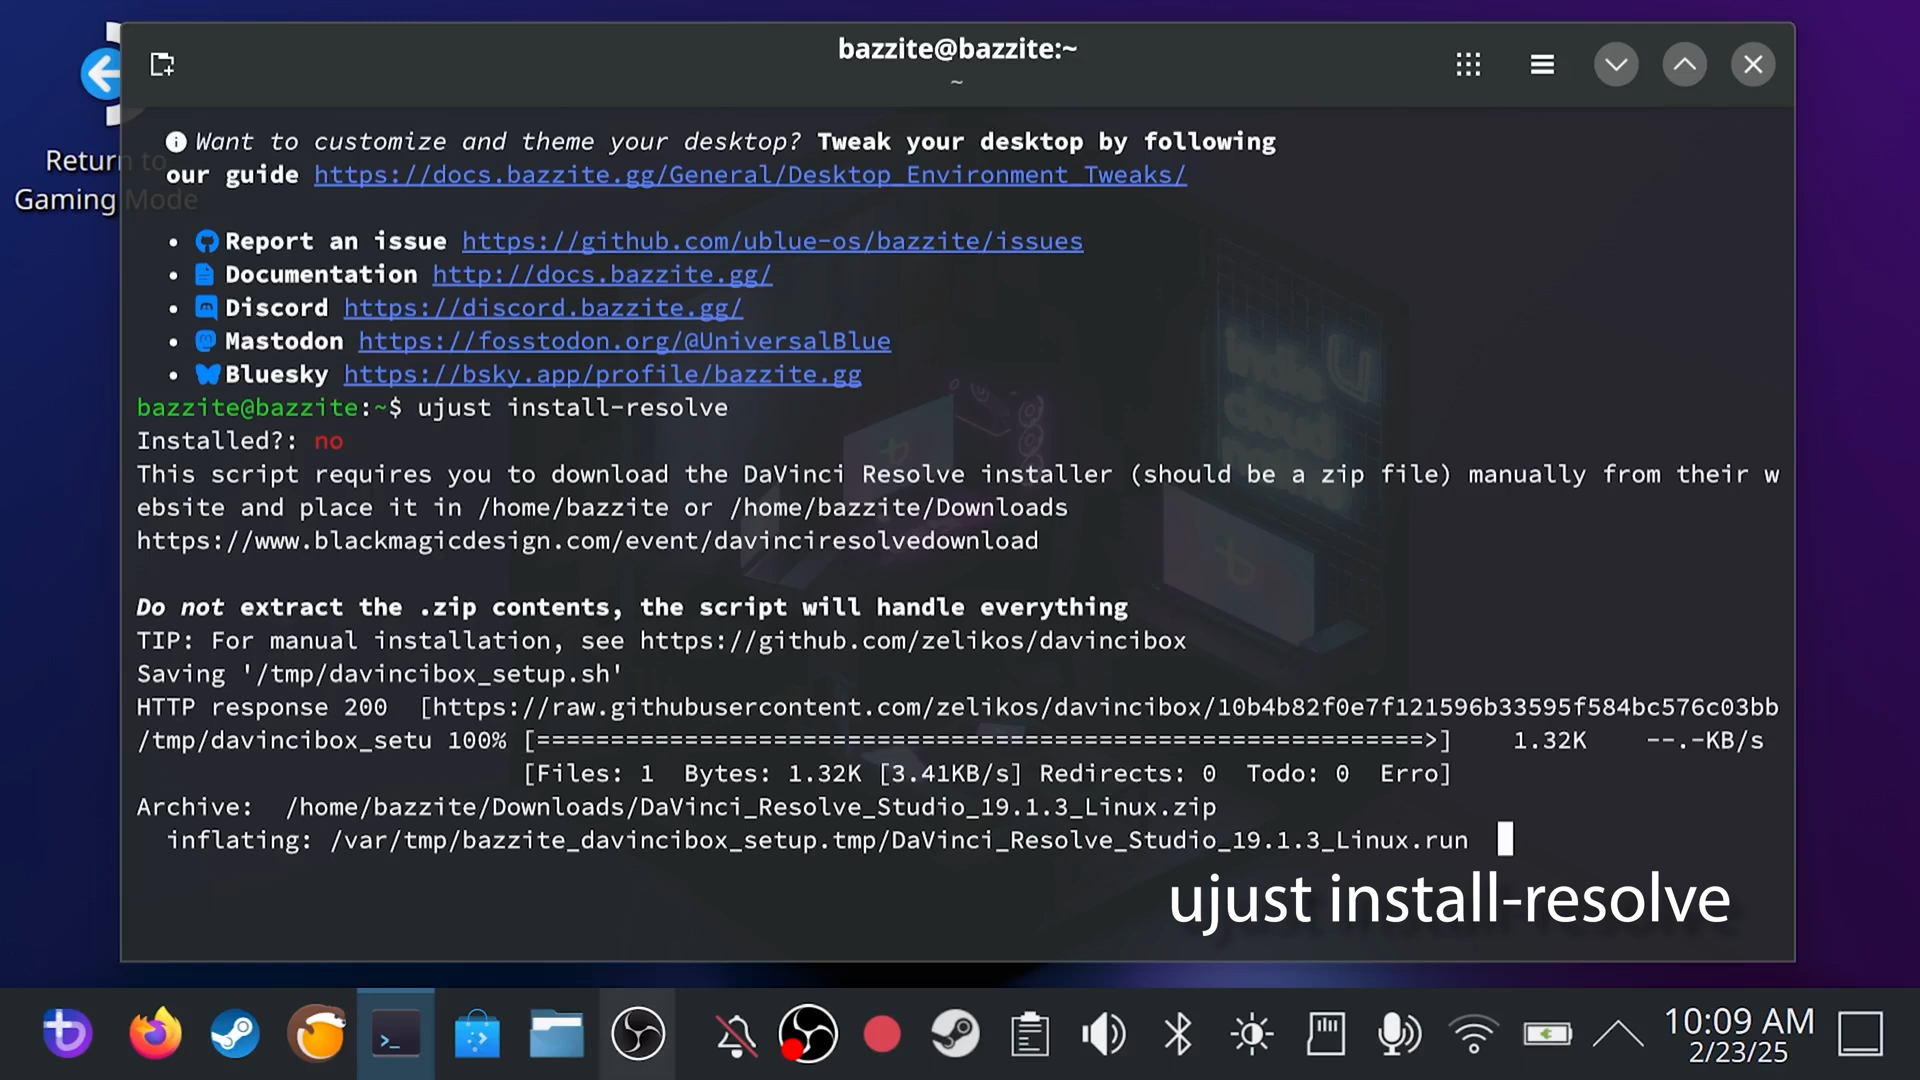 bazzite@bazzite:~
~
Return to
Gaming Mode
Want to customize and theme your desktop? Tweak your desktop by following
our guide https://docs.bazzite.gg/General/Desktop_Environment_Tweaks/
• Report an issue https://github.com/ublue-os/bazzite/issues
• Documentation http://docs.bazzite.gg/
• Discord https://discord.bazzite.gg/
• Mastodon https://fosstodon.org/@UniversalBlue
• Bluesky https://bsky.app/profile/bazzite.gg
bazzite@bazzite:~$ ujust install-resolve
Installed?: no
This script requires you to download the DaVinci Resolve installer (should be a zip file) manually from their w
ebsite and place it in /home/bazzite or /home/bazzite/Downloads
https://www.blackmagicdesign.com/event/davinciresolvedownload
Do not extract the .zip contents, the script will handle everything
TIP: For manual installation, see https://github.com/zelikos/davincibox
Saving '/tmp/davincibox_setup.sh'
HTTP response 200  [https://raw.githubusercontent.com/zelikos/davincibox/10b4b82f0e7f121596b33595f584bc576c03bb
/tmp/davincibox_setu 100% [============================================================>]    1.32K    --.-KB/s
[Files: 1  Bytes: 1.32K [3.41KB/s] Redirects: 0  Todo: 0  Erro]
Archive:  /home/bazzite/Downloads/DaVinci_Resolve_Studio_19.1.3_Linux.zip
inflating: /var/tmp/bazzite_davincibox_setup.tmp/DaVinci_Resolve_Studio_19.1.3_Linux.run
ujust install-resolve
10:09 AM
2/23/25